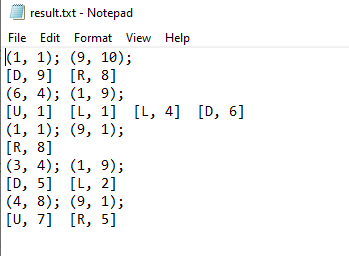 result.txt - Notepad
File Edit Format View Help
(1, 1); (9, 10);
[D, 9] [R, 8]
(6, 4); (1, 9);
[U, 1] [L, 1] [L, 4] [D, 6]
(1, 1); (9, 1);
[R, 8]
(3, 4); (1, 9);
[D, 5] [L, 2]
(4, 8); (9, 1);
[U, 7] [R, 5]